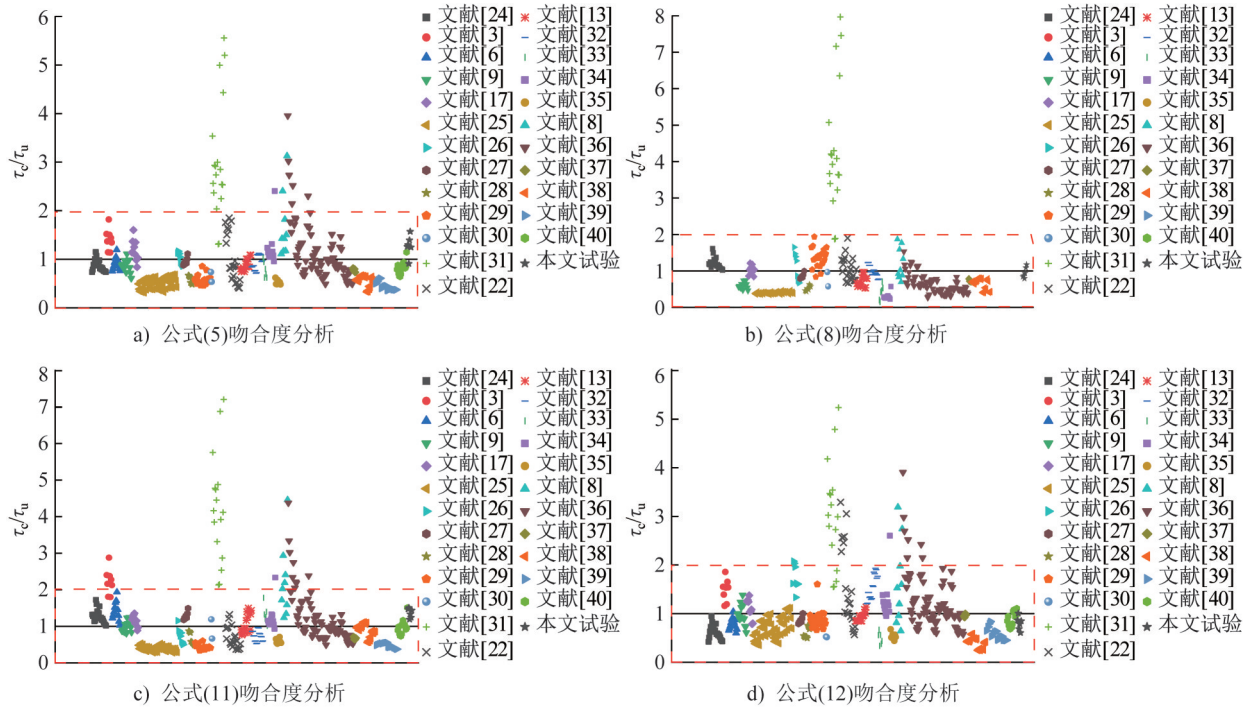 6
5
4
3
2
1
0
τc/τu
文献[24] 文献[13]
文献[3] 文献[32]
文献[6] 文献[33]
文献[9] 文献[34]
文献[17] 文献[35]
文献[25] 文献[8]
文献[26] 文献[36]
文献[27] 文献[37]
文献[28] 文献[38]
文献[29] 文献[39]
文献[30] 文献[40]
文献[31] 本文试验
文献[22]
a) 公式(5)吻合度分析
8
7
6
5
4
3
2
1
0
τc/τu
文献[24] 文献[13]
文献[3] 文献[32]
文献[6] 文献[33]
文献[9] 文献[34]
文献[17] 文献[35]
文献[25] 文献[8]
文献[26] 文献[36]
文献[27] 文献[37]
文献[28] 文献[38]
文献[29] 文献[39]
文献[30] 文献[40]
文献[31] 本文试验
文献[22]
b) 公式(8)吻合度分析
8
7
6
5
4
3
2
1
0
τc/τu
文献[24] 文献[13]
文献[3] 文献[32]
文献[6] 文献[33]
文献[9] 文献[34]
文献[17] 文献[35]
文献[25] 文献[8]
文献[26] 文献[36]
文献[27] 文献[37]
文献[28] 文献[38]
文献[29] 文献[39]
文献[30] 文献[40]
文献[31] 本文试验
文献[22]
c) 公式(11)吻合度分析
6
5
4
3
2
1
0
τc/τu
文献[24] 文献[13]
文献[3] 文献[32]
文献[6] 文献[33]
文献[9] 文献[34]
文献[17] 文献[35]
文献[25] 文献[8]
文献[26] 文献[36]
文献[27] 文献[37]
文献[28] 文献[38]
文献[29] 文献[39]
文献[30] 文献[40]
文献[31] 本文试验
文献[22]
d) 公式(12)吻合度分析